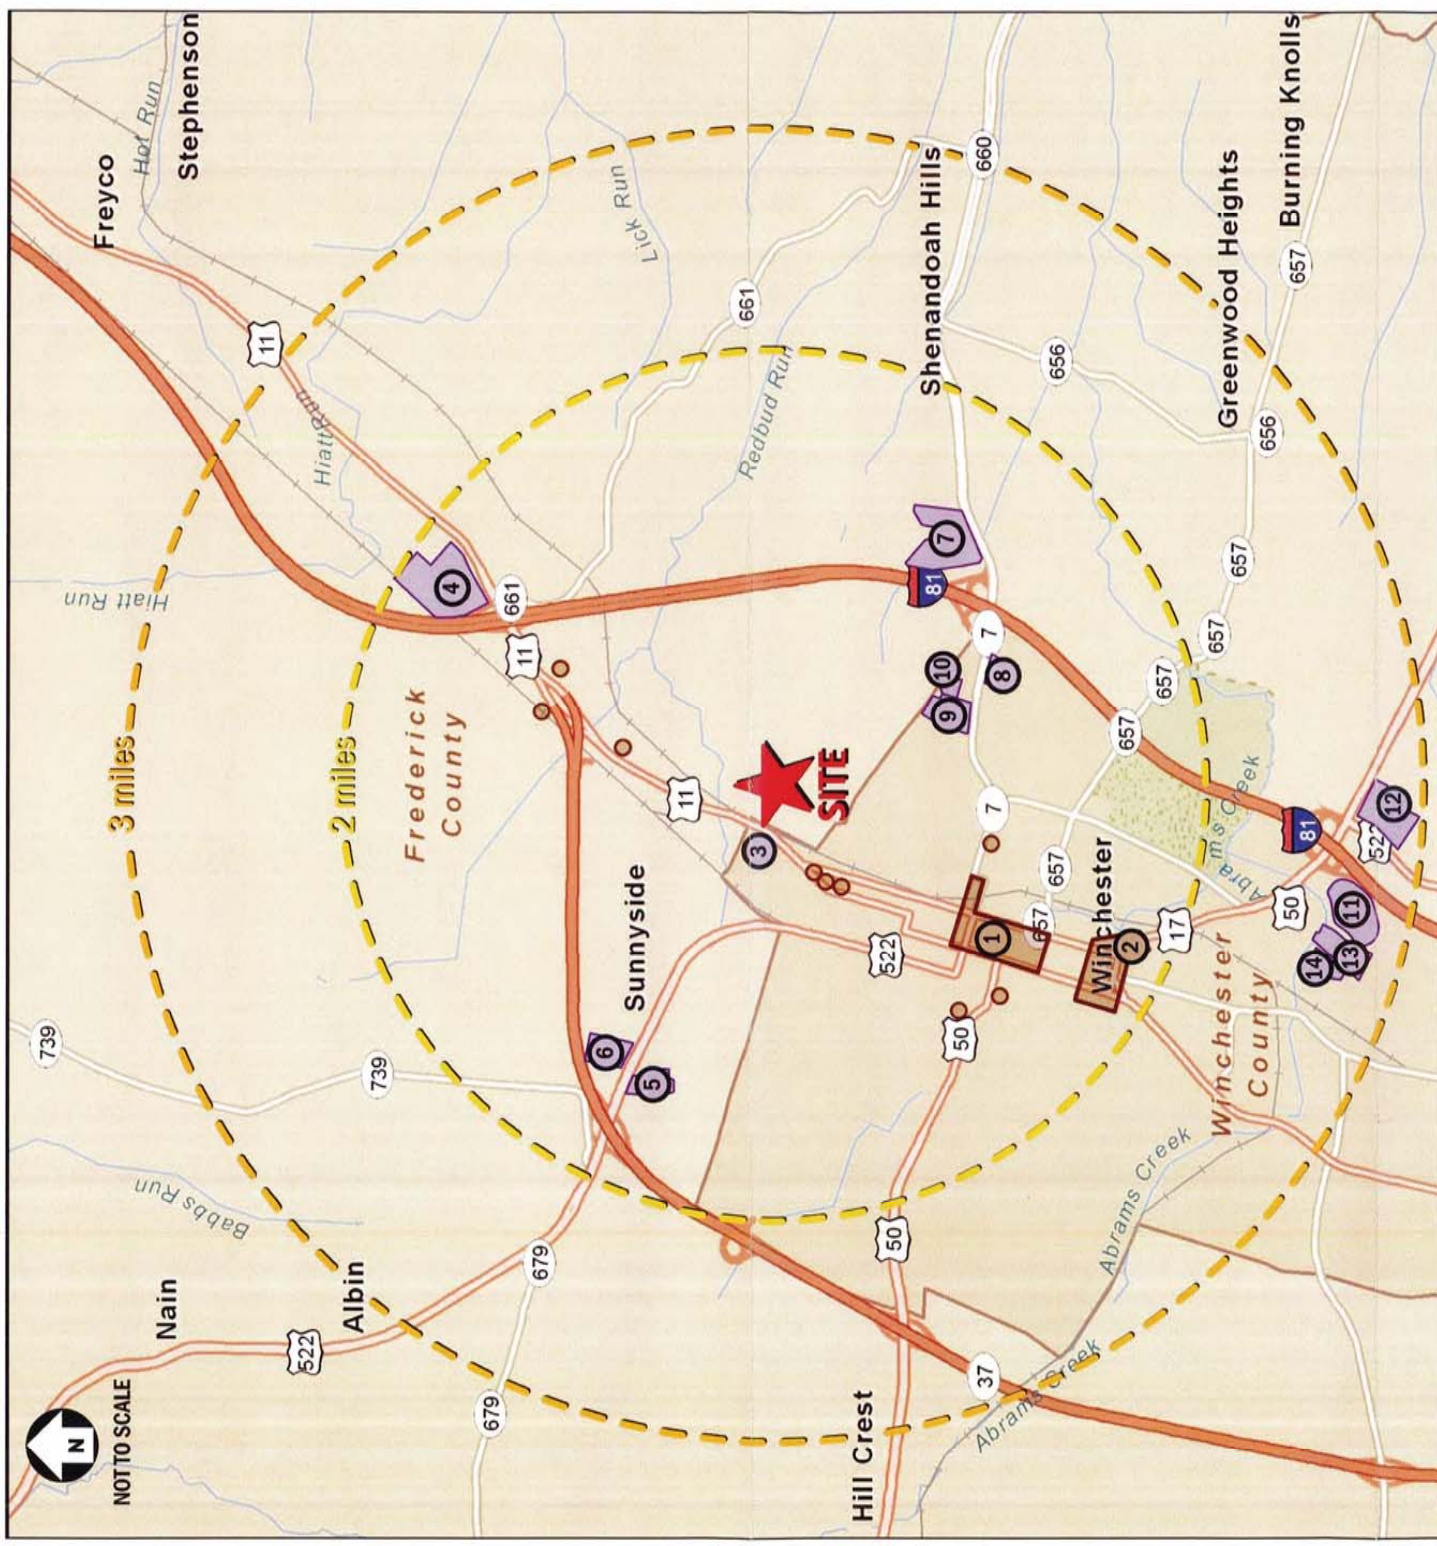 N
NOT TO SCALE
739
Hiatt Run
Freyco
Nain
Babbs Run
3 miles
Hot Run
Stephenson
522
Albin
739
2 miles
11
Hiatt Run
Frederick
County
4
679
679
661
11
Sunnyside
6
5
Lick Run
11
661
3
SITE
Redbud Run
Hill Crest
50
522
50
9
10
7
81
Shenandoah Hills
37
1
7
7
8
660
Abrams Creek
657
657
656
Winchester
2
657
Abrams Creek
17
657
657
657
Greenwood Heights
Winchester
County
Abrams Creek
50
81
656
657
Burning Knolls
14
13
11
522
12